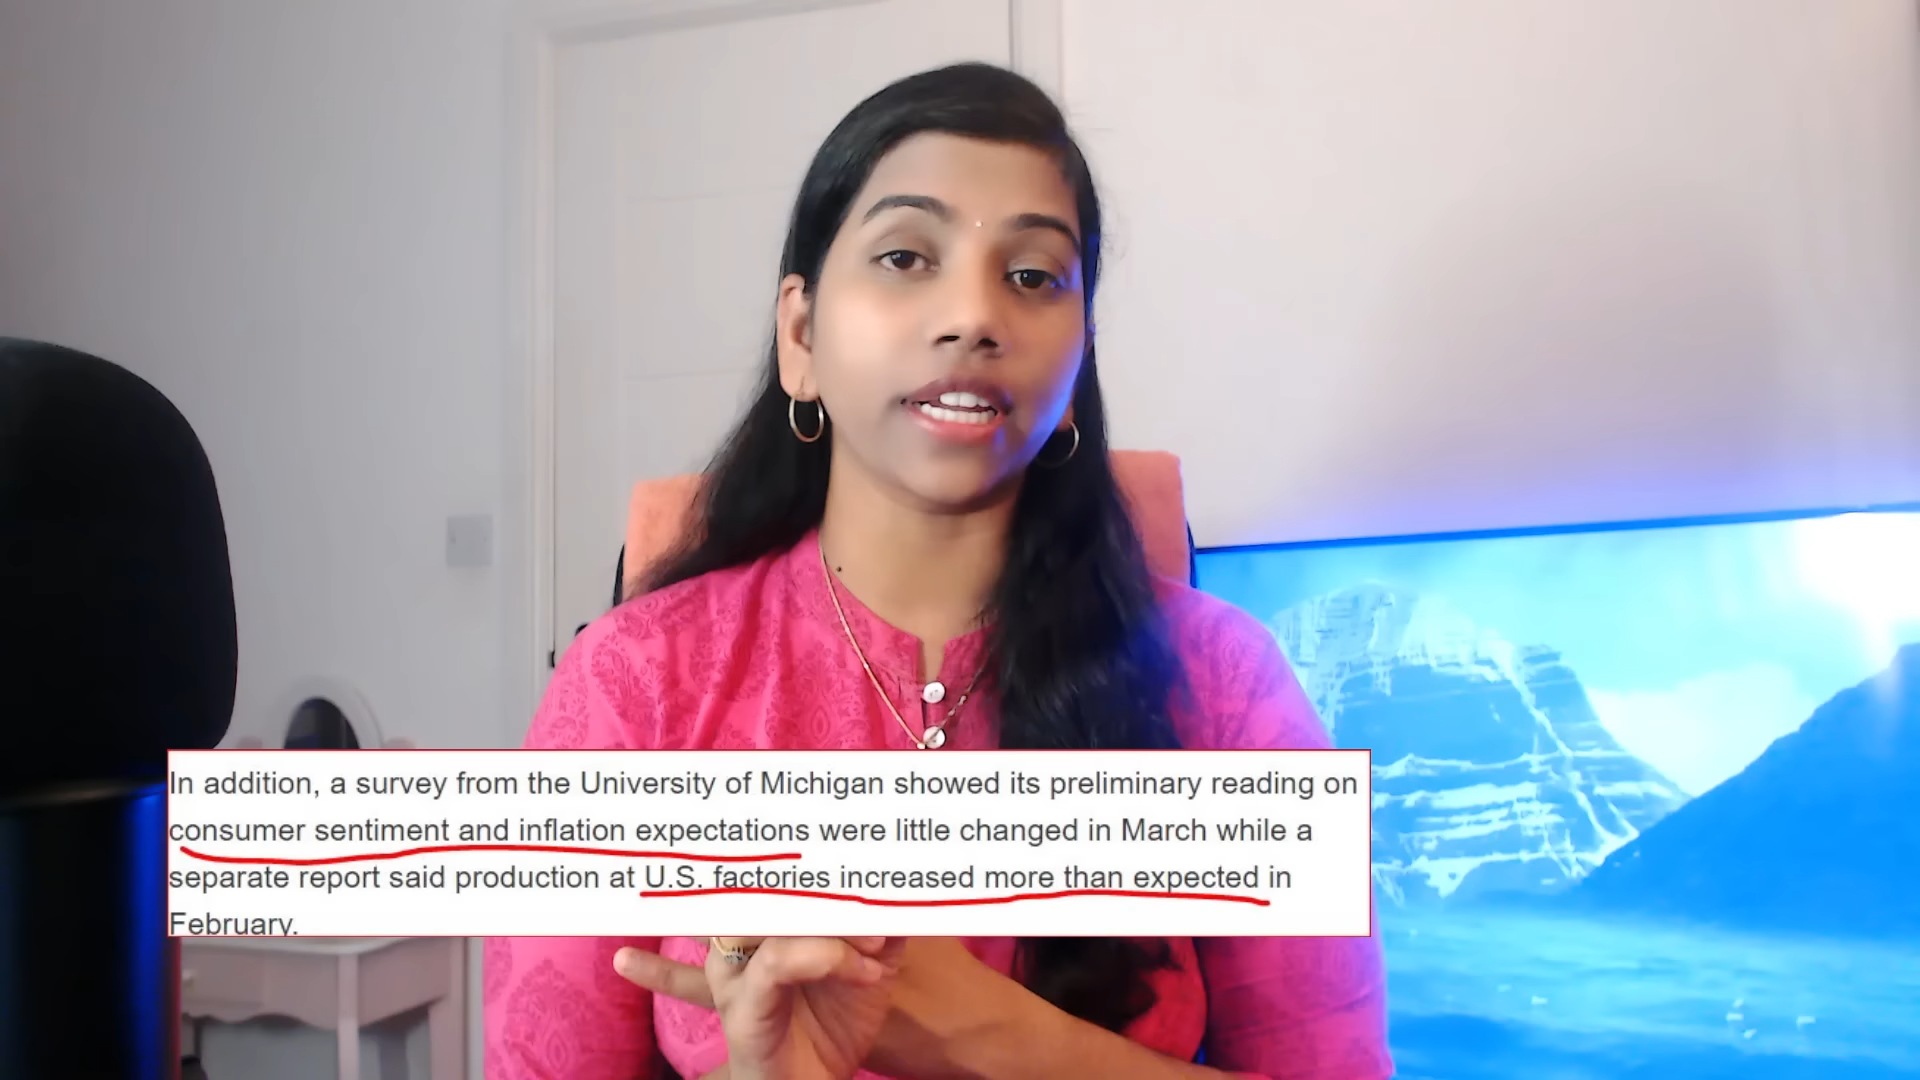 In addition, a survey from the University of Michigan showed its preliminary reading on
consumer sentiment and inflation expectations were little changed in March while a
separate report said production at U.S. factories increased more than expected in
February.